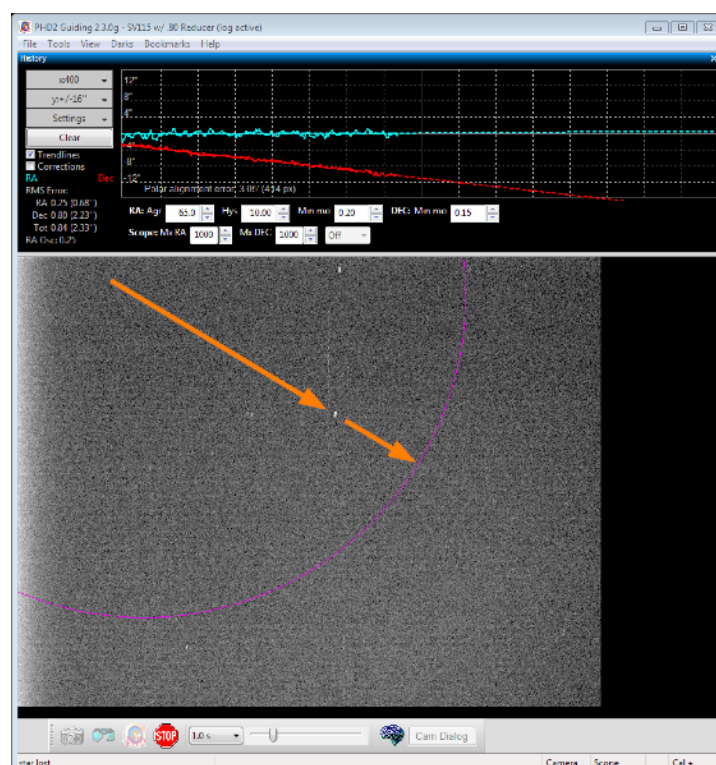 PHD2 Guiding 2.3.0g - SV115 w/ .80 Reducer (log active)
File Tools View Darks Bookmarks Help
History
x:400
y:+/-16"
Settings
Clear
Trendlines
Corrections
RA Dec
RMS Error:
RA 0.25 (0.68")
Dec 0.80 (2.23")
Tot 0.84 (2.33")
RA Osc: 0.25
12"
8"
4"
-4"
-8"
-12"
Polar alignment error: 3.09' (414 px)
RA: Agr 65.0 Hys 10.00 Min mo 0.20 DEC: Min mo 0.15
Scope: Mx RA 1000 Mx DEC 1000 Off
STOP 1.0 s Cam Dialog
star lost Camera Scope Cal +